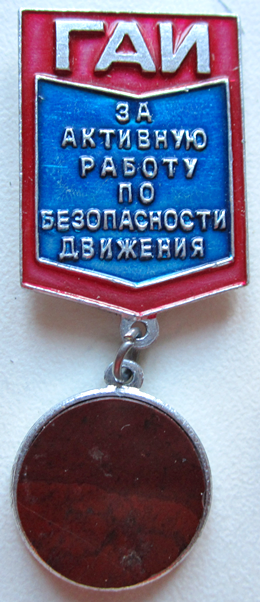 ГАИ
ЗА
АКТИВНУЮ
РАБОТУ
ПО
БЕЗОПАСНОСТИ
ДВИЖЕНИЯ